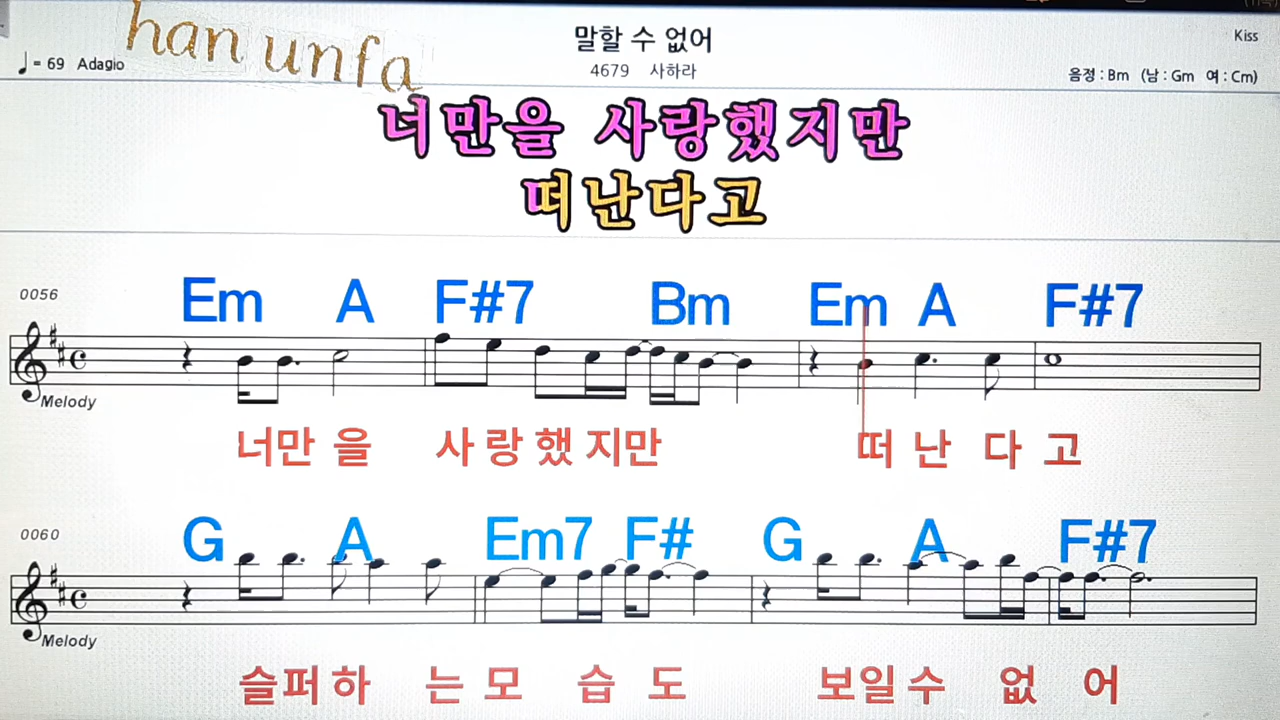 han unfa
말할 수 없어
Kiss
♩= 69 Adagio
4679 사하라
음정 : Bm (남 : Gm 여 : Cm)
너만을 사랑했지만
떠난다고
0056
Em A F#7 Bm Em A F#7
Melody
너만 을 사 랑 했 지만 떠 난 다 고
0060
G A Em7 F# G A F#7
Melody
슬퍼 하 는 모 습 도 보일 수 없 어